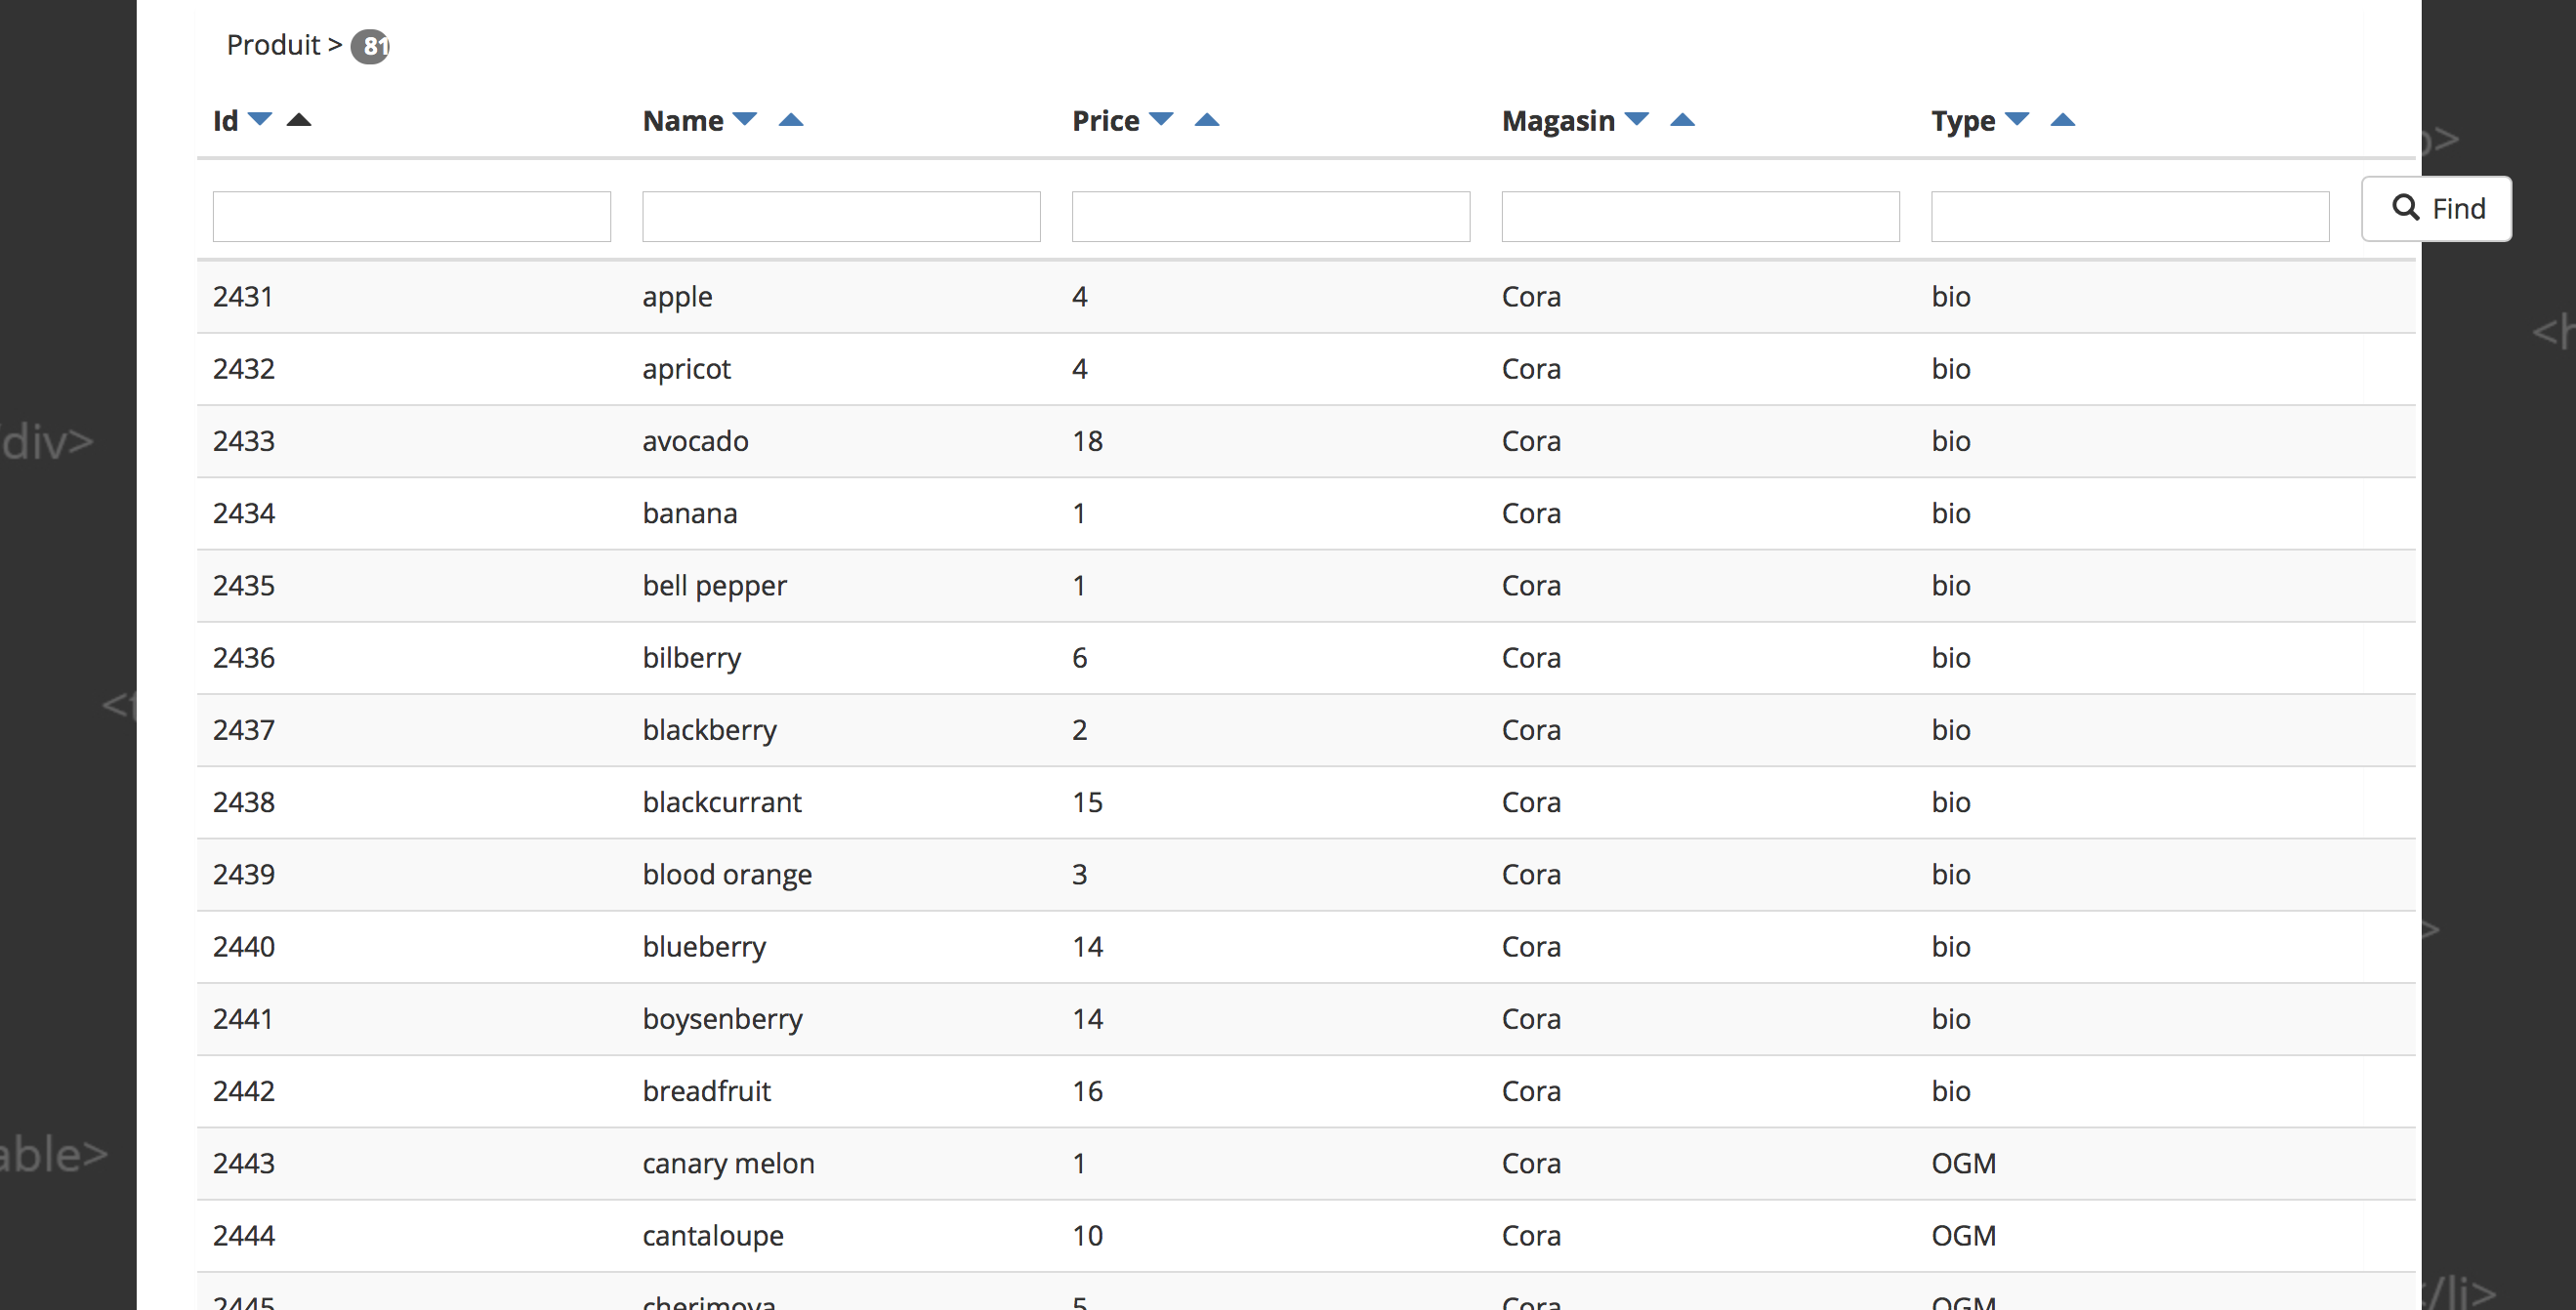 Produit > 81
Id Name Price Magasin Type
Find
2431 apple 4 Cora bio
2432 apricot 4 Cora bio
2433 avocado 18 Cora bio
2434 banana 1 Cora bio
2435 bell pepper 1 Cora bio
2436 bilberry 6 Cora bio
2437 blackberry 2 Cora bio
2438 blackcurrant 15 Cora bio
2439 blood orange 3 Cora bio
2440 blueberry 14 Cora bio
2441 boysenberry 14 Cora bio
2442 breadfruit 16 Cora bio
2443 canary melon 1 Cora OGM
2444 cantaloupe 10 Cora OGM
2445 cherimoya 5 Cora OGM
div>
able>
/li>